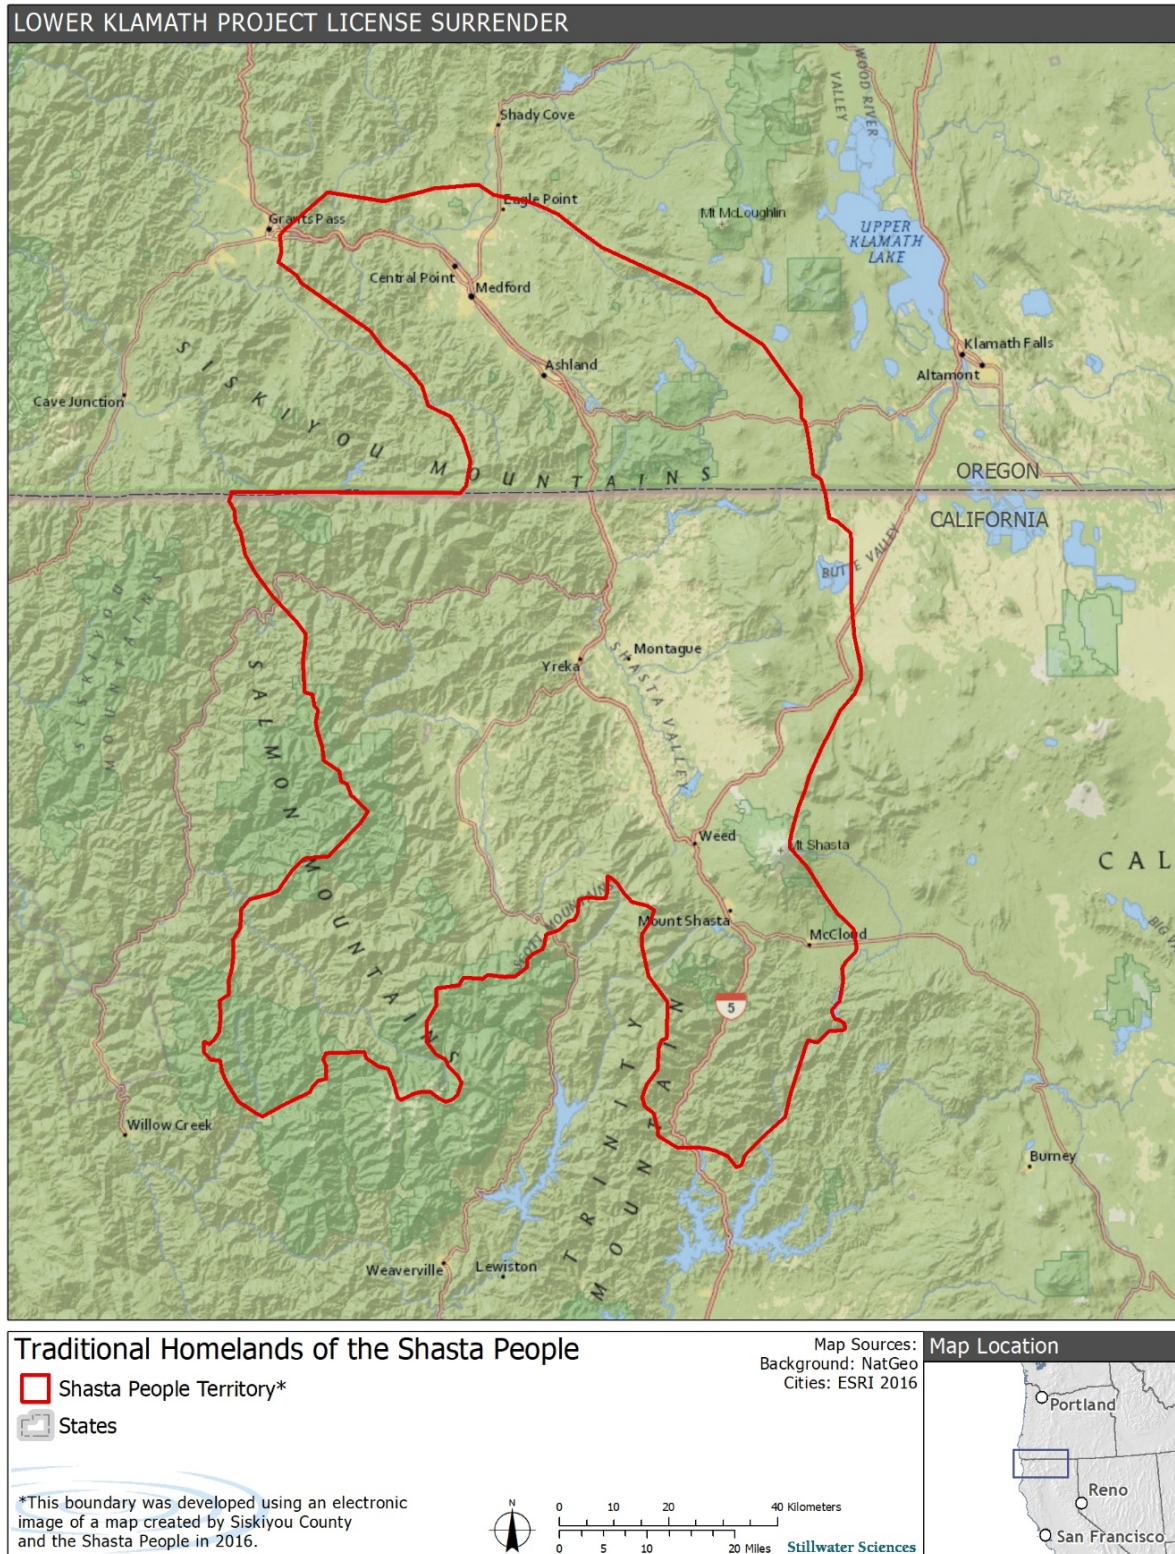 LOWER KLAMATH PROJECT LICENSE SURRENDER
Shady Cove
WOOD RIVER
VALLEY
Eagle Point
Grants Pass
Mt McLoughlin
UPPER
KLAMATH
LAKE
Central Point
Medford
Klamath Falls
Ashland
Altamont
Cave Junction
SISKIYOU MOUNTAINS
OREGON
CALIFORNIA
BUTTE VALLEY
SISKIYOU
MOUNTAINS
Montague
Yreka
SHASTA VALLEY
SALMON MOUNTAINS
Weed
Mt Shasta
CAL
SCOTT MOUNTAINS
Mount Shasta
McCloud
BIG
5
TRINITY
MOUNTAIN
Willow Creek
Burney
Weaverville
Lewiston
Traditional Homelands of the Shasta People
Shasta People Territory*
States
*This boundary was developed using an electronic
image of a map created by Siskiyou County
and the Shasta People in 2016.
Map Sources:
Background: NatGeo
Cities: ESRI 2016
N
0 10 20 40 Kilometers
0 5 10 20 Miles
Stillwater Sciences
Map Location
Portland
Reno
San Francisco